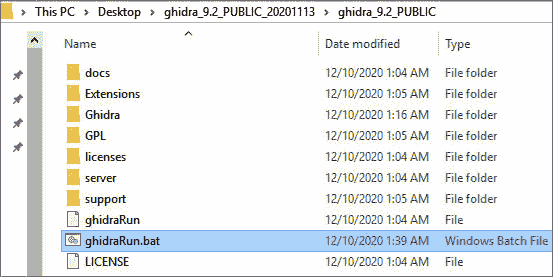 This PC > Desktop > ghidra_9.2_PUBLIC_20201113 > ghidra_9.2_PUBLIC
Name Date modified Type
docs 12/10/2020 1:04 AM File folder
Extensions 12/10/2020 1:05 AM File folder
Ghidra 12/10/2020 1:16 AM File folder
GPL 12/10/2020 1:05 AM File folder
licenses 12/10/2020 1:04 AM File folder
server 12/10/2020 1:04 AM File folder
support 12/10/2020 1:05 AM File folder
ghidraRun 12/10/2020 1:04 AM File
ghidraRun.bat 12/10/2020 1:39 AM Windows Batch File
LICENSE 12/10/2020 1:04 AM File